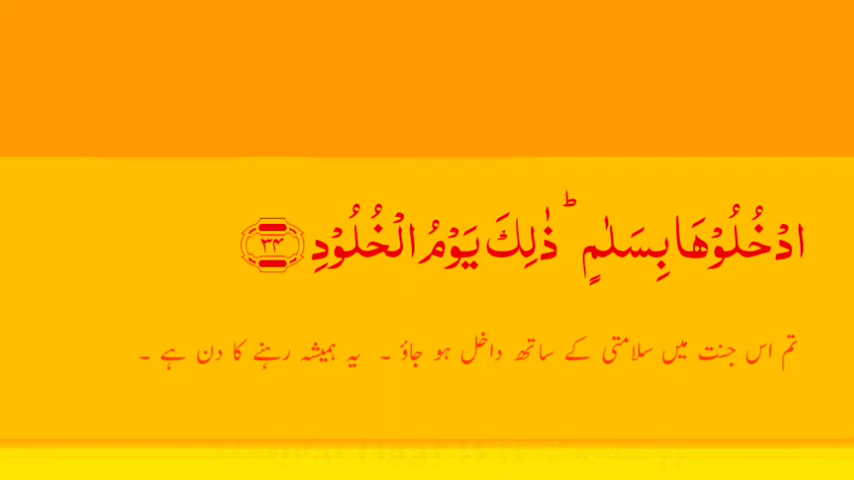 ادْخُلُوْهَا بِسَلٰمٍ ؕ ذٰلِكَ يَوْمُ الْخُلُوْدِ ﴿۳۴﴾
تم اس جنت میں سلامتی کے ساتھ داخل ہو جاؤ ۔ یہ ہمیشہ رہنے کا دن ہے ۔